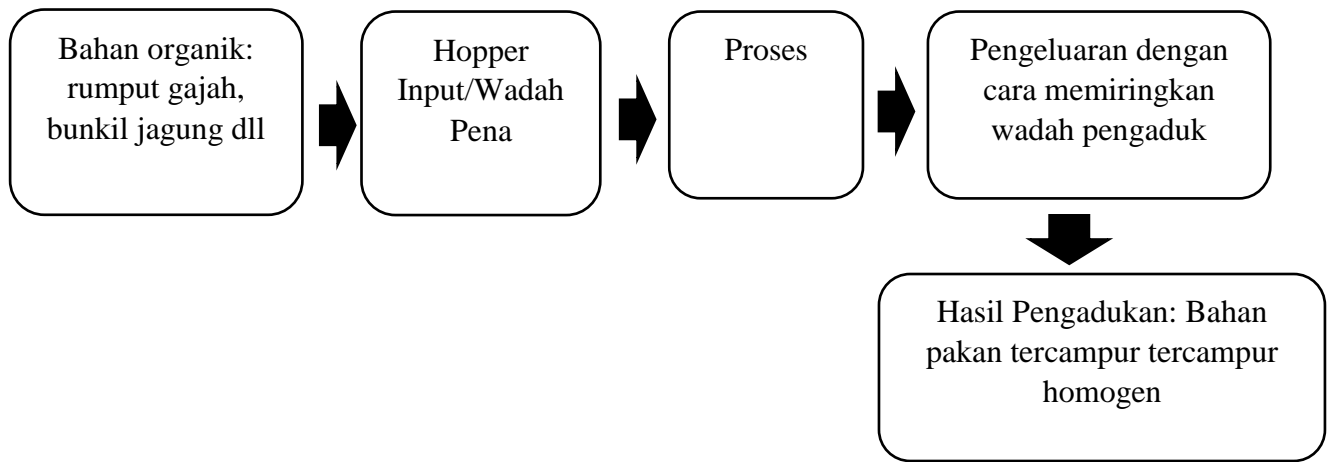 Bahan organik:
rumput gajah,
bunkil jagung dll
Hopper
Input/Wadah
Pena
Proses
Pengeluaran dengan
cara memiringkan
wadah pengaduk
Hasil Pengadukan: Bahan
pakan tercampur tercampur
homogen